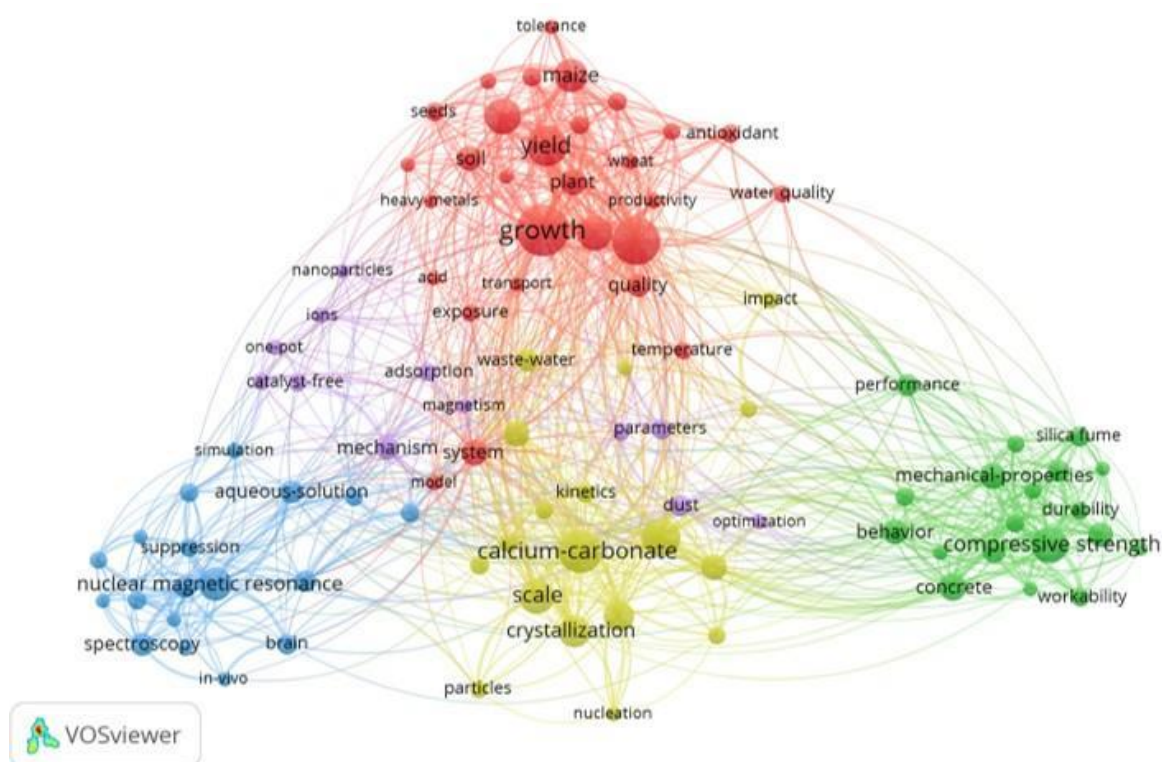 tolerance
maize
seeds
antioxidant
yield
soil
wheat
plant
heavy-metals
productivity
water quality
growth
nanoparticles
acid
transport
quality
impact
ions
exposure
one-pot
waste-water
temperature
adsorption
catalyst-free
performance
magnetism
parameters
silica fume
simulation
mechanism
system
mechanical-properties
model
aqueous-solution
kinetics
dust
durability
optimization
behavior
suppression
calcium-carbonate
compressive strength
nuclear magnetic resonance
scale
concrete
workability
crystallization
spectroscopy
brain
in-vivo
particles
nucleation
VOSviewer